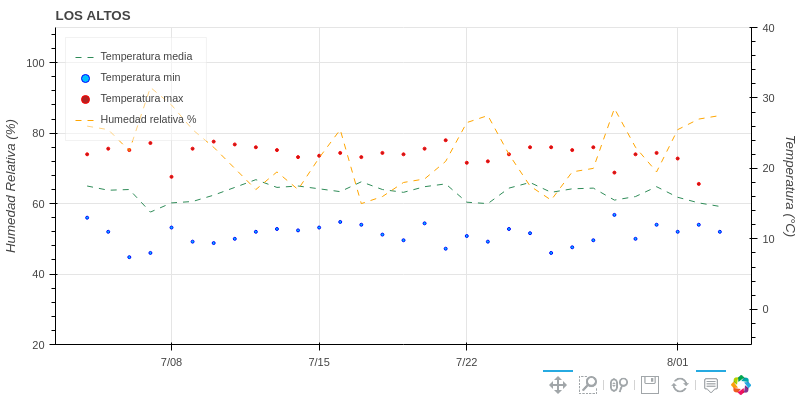 LOS ALTOS
Temperatura media
Temperatura min
Temperatura max
Humedad relativa %
Humedad Relativa (%)
100
80
60
40
20
40
30
20
10
0
Temperatura (°C)
7/08
7/15
7/22
8/01